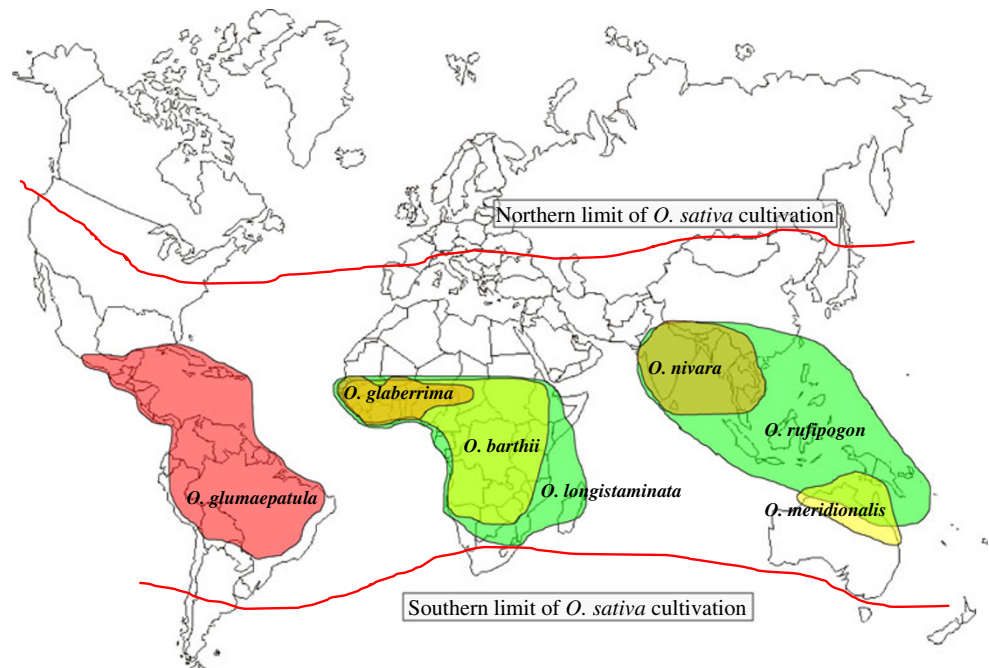 Northern limit of O. sativa cultivation
O. nivara
O. glaberrima
O. rufipogon
O. barthii
O. longistaminata
O. glumaepatula
O. meridionalis
Southern limit of O. sativa cultivation